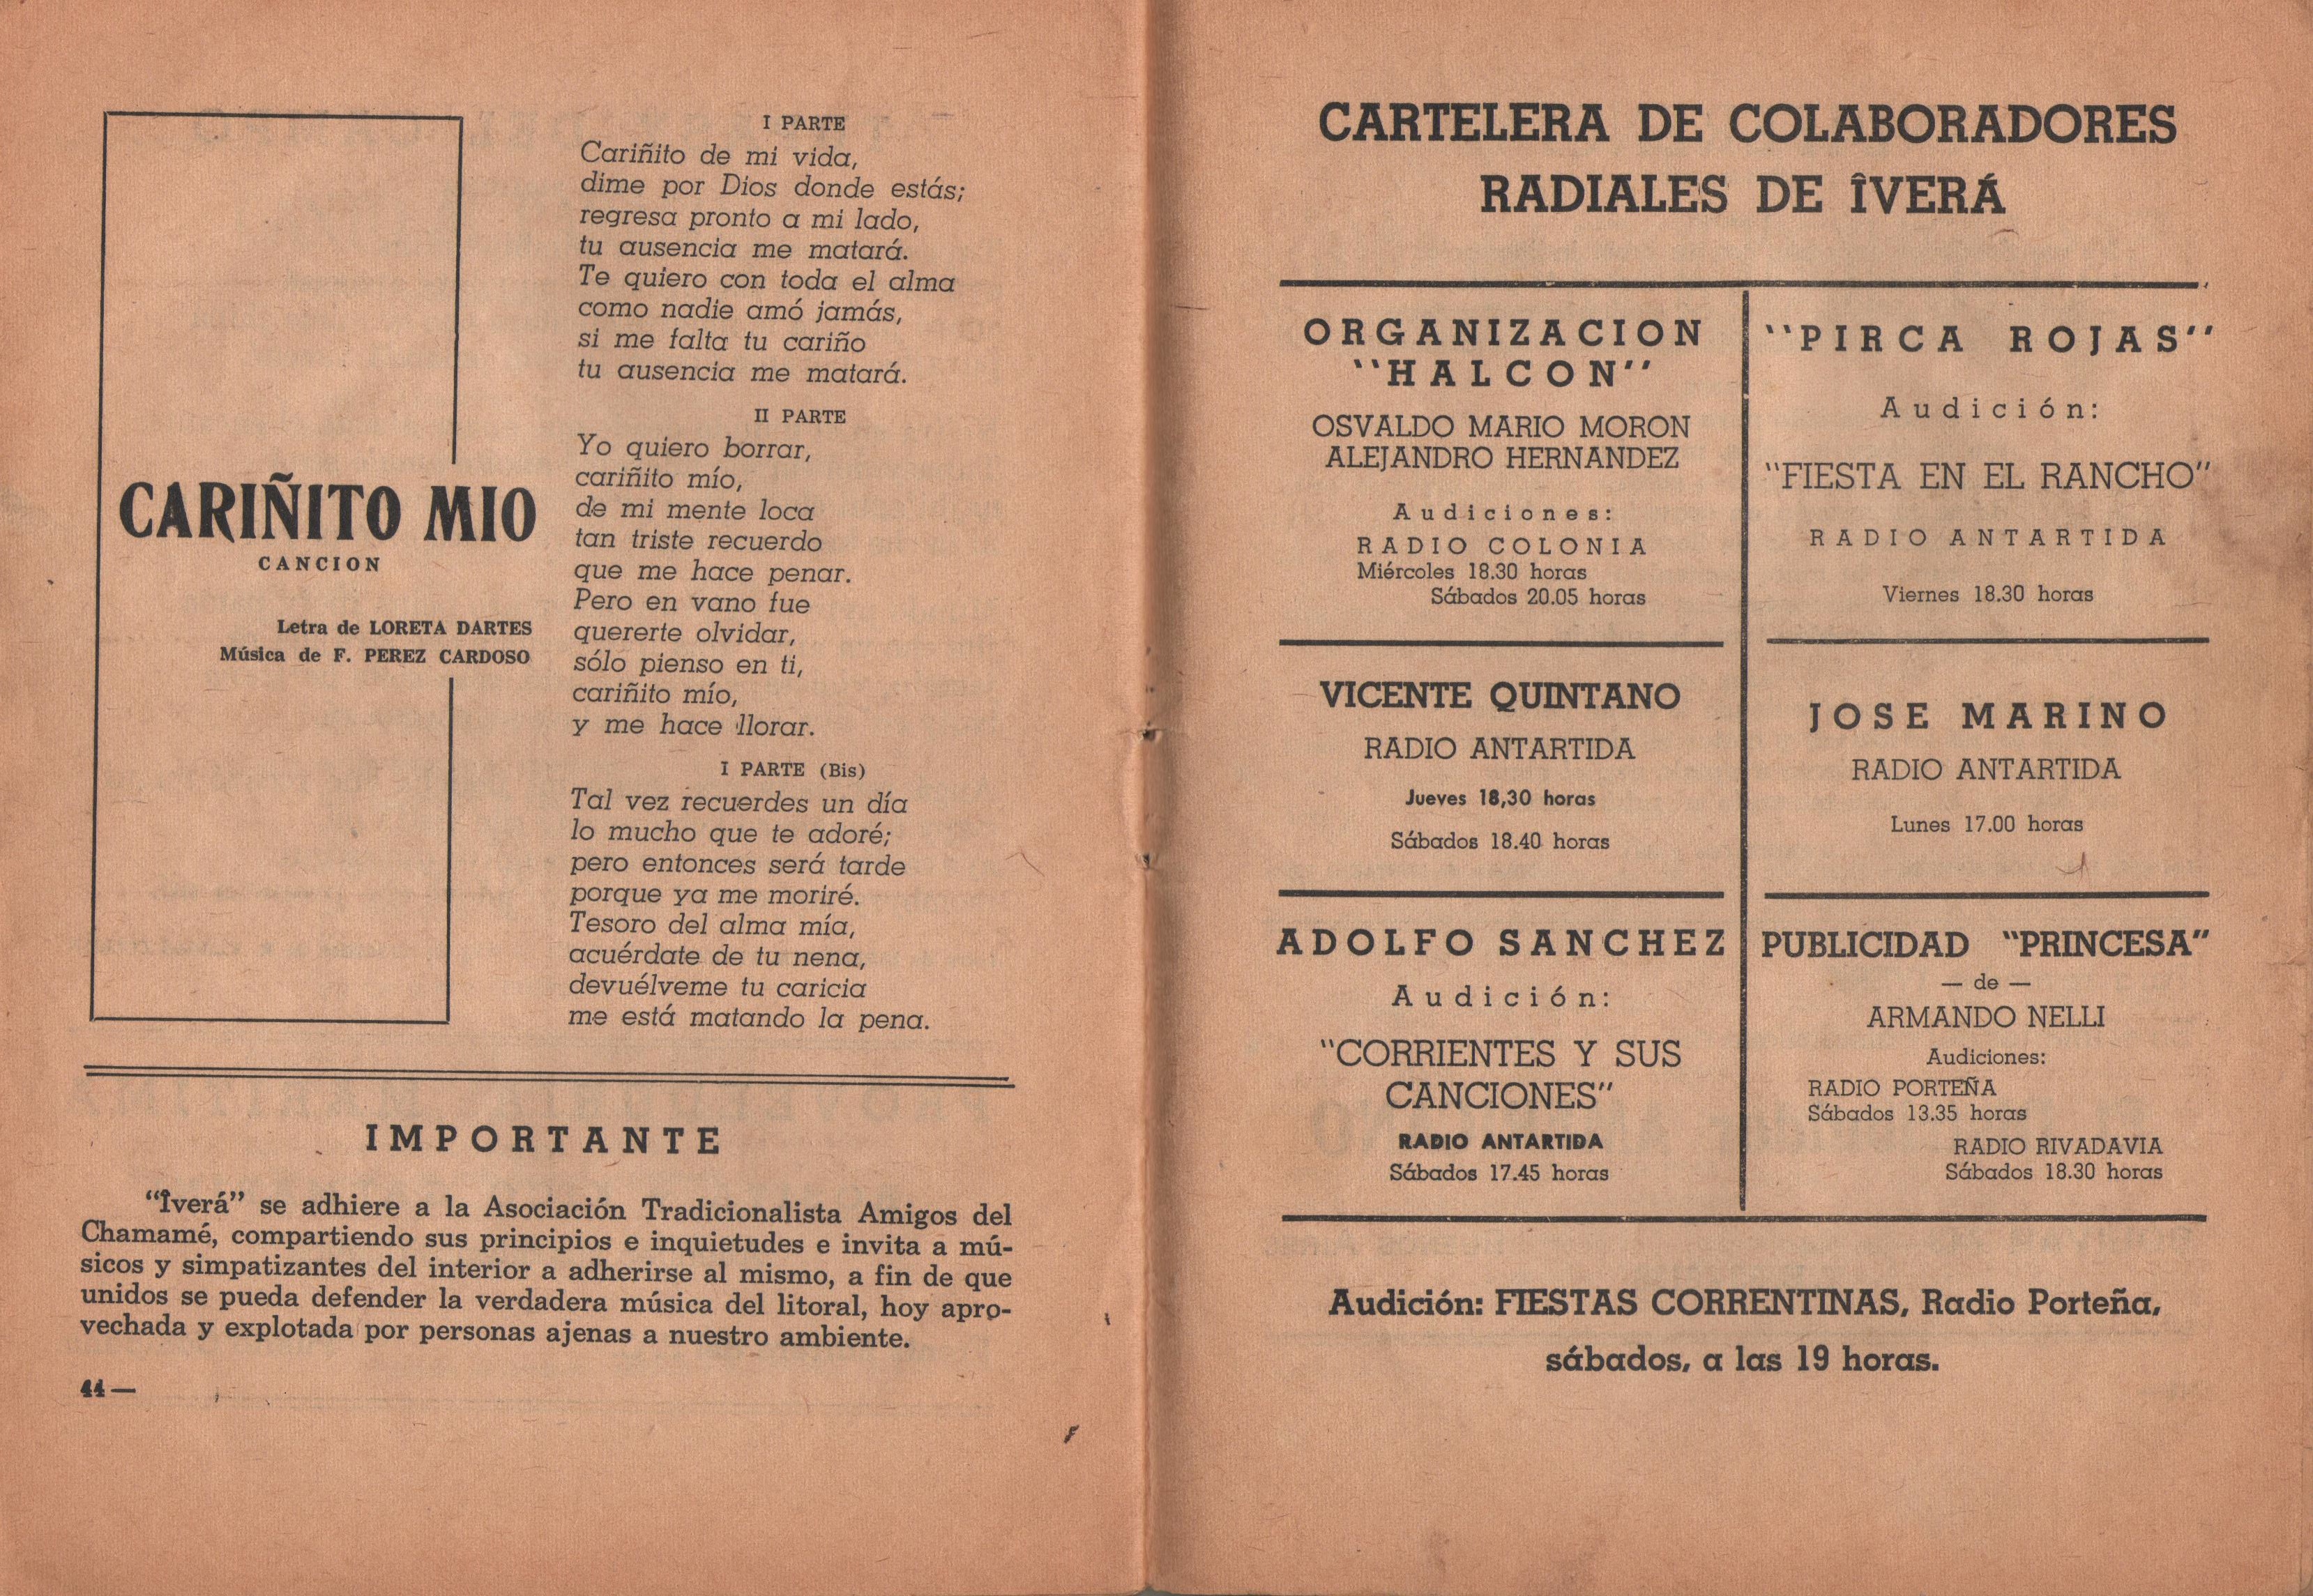 CARIÑITO MIO
CANCION
Letra de LORETA DARTES
Música de F. PEREZ CARDOSO
I PARTE
Cariñito de mi vida,
dime por Dios donde estás;
regresa pronto a mi lado,
tu ausencia me matará.
Te quiero con toda el alma
como nadie amó jamás,
si me falta tu cariño
tu ausencia me matará.
II PARTE
Yo quiero borrar,
cariñito mío,
de mi mente loca
tan triste recuerdo
que me hace penar.
Pero en vano fue
quererte olvidar,
sólo pienso en ti,
cariñito mío,
y me hace llorar.
I PARTE (Bis)
Tal vez recuerdes un día
lo mucho que te adoré;
pero entonces será tarde
porque ya me moriré.
Tesoro del alma mía,
acuérdate de tu nena,
devuélveme tu caricia
me está matando la pena.
IMPORTANTE
"Îverá" se adhiere a la Asociación Tradicionalista Amigos del
Chamamé, compartiendo sus principios e inquietudes e invita a mú-
sicos y simpatizantes del interior a adherirse al mismo, a fin de que
unidos se pueda defender la verdadera música del litoral, hoy apro-
vechada y explotada por personas ajenas a nuestro ambiente.
44 —
CARTELERA DE COLABORADORES
RADIALES DE ÎVERÁ
ORGANIZACION
"HALCON"
OSVALDO MARIO MORON
ALEJANDRO HERNANDEZ
Audiciones:
RADIO COLONIA
Miércoles 18.30 horas
Sábados 20.05 horas
"PIRCA ROJAS"
Audición:
"FIESTA EN EL RANCHO"
RADIO ANTARTIDA
Viernes 18.30 horas
VICENTE QUINTANO
RADIO ANTARTIDA
Jueves 18,30 horas
Sábados 18.40 horas
JOSE MARINO
RADIO ANTARTIDA
Lunes 17.00 horas
ADOLFO SANCHEZ
Audición:
"CORRIENTES Y SUS
CANCIONES"
RADIO ANTARTIDA
Sábados 17.45 horas
PUBLICIDAD "PRINCESA"
— de —
ARMANDO NELLI
Audiciones:
RADIO PORTEÑA
Sábados 13.35 horas
RADIO RIVADAVIA
Sábados 18.30 horas
Audición: FIESTAS CORRENTINAS, Radio Porteña,
sábados, a las 19 horas.